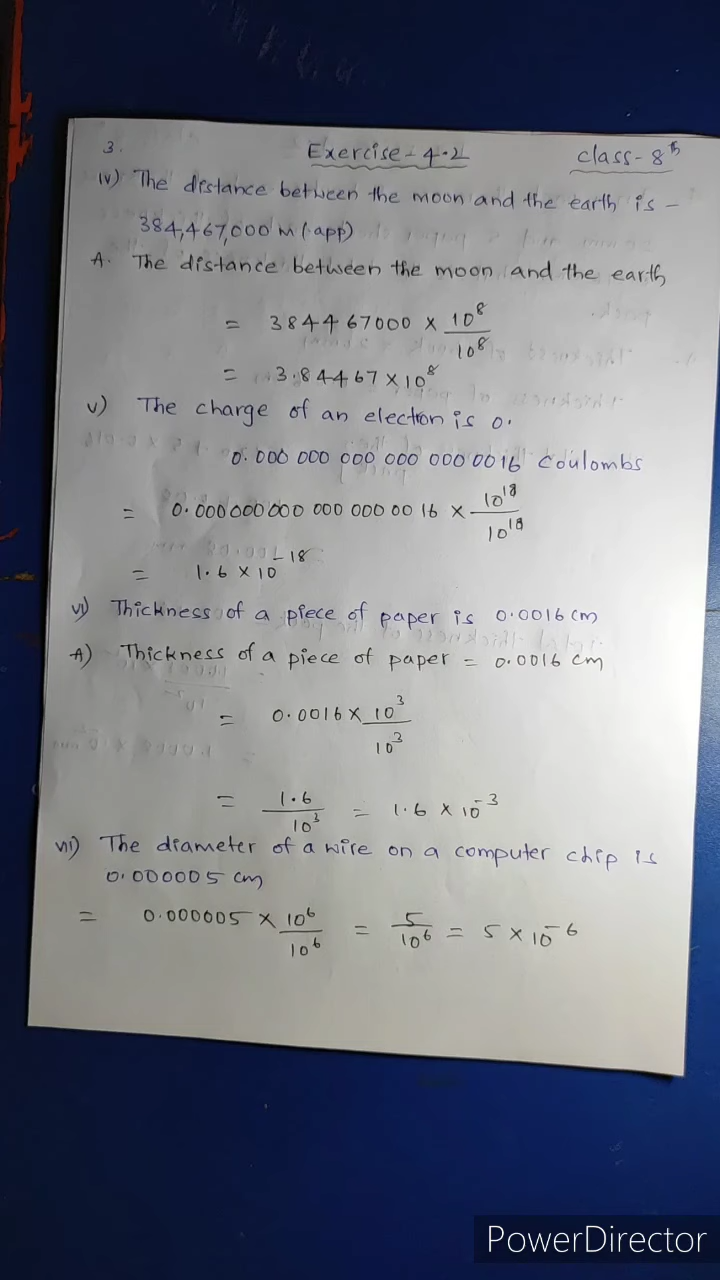 3. Exercise - 4.2 class - 8th
iv) The distance between the moon and the earth is -
384,467,000 m (app)
A. The distance between the moon and the earth
= 384467000 × 10⁸/10⁸
= 3.84467 × 10⁸
v) The charge of an electron is 0.
0.000 000 000 000 000 00 16 coulombs
= 0.000000000 000 000 00 16 × 10¹⁸/10¹⁸
= 1.6 × 10⁻¹⁸
vi) Thickness of a piece of paper is 0.0016 cm
A) Thickness of a piece of paper = 0.0016 cm
= 0.0016 × 10³/10³
= 1.6/10³ = 1.6 × 10⁻³
vii) The diameter of a wire on a computer chip is
0.000005 cm
= 0.000005 × 10⁶/10⁶ = 5/10⁶ = 5 × 10⁻⁶
PowerDirector